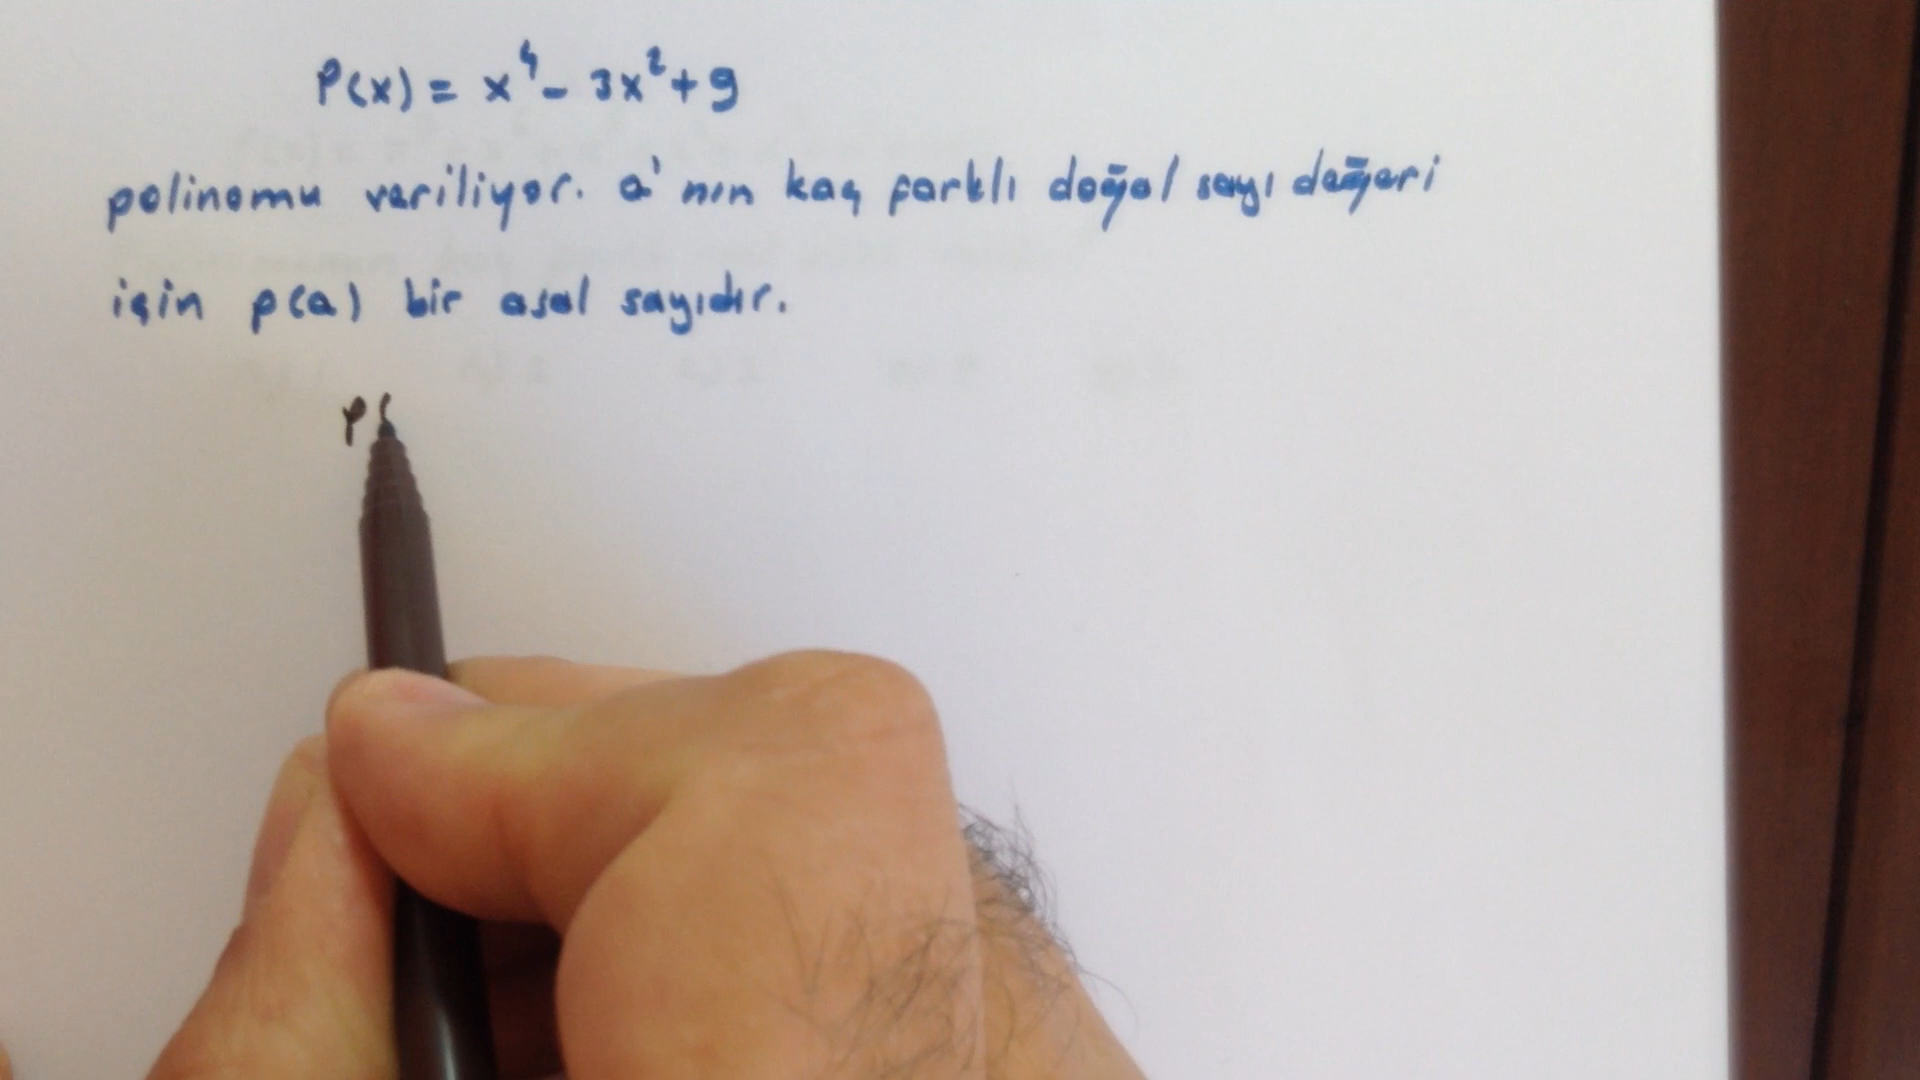 P(x) = x⁴ - 3x² + 9
polinomu veriliyor. a'nın kaç farklı doğal sayı değeri
için p(a) bir asal sayıdır.
P(